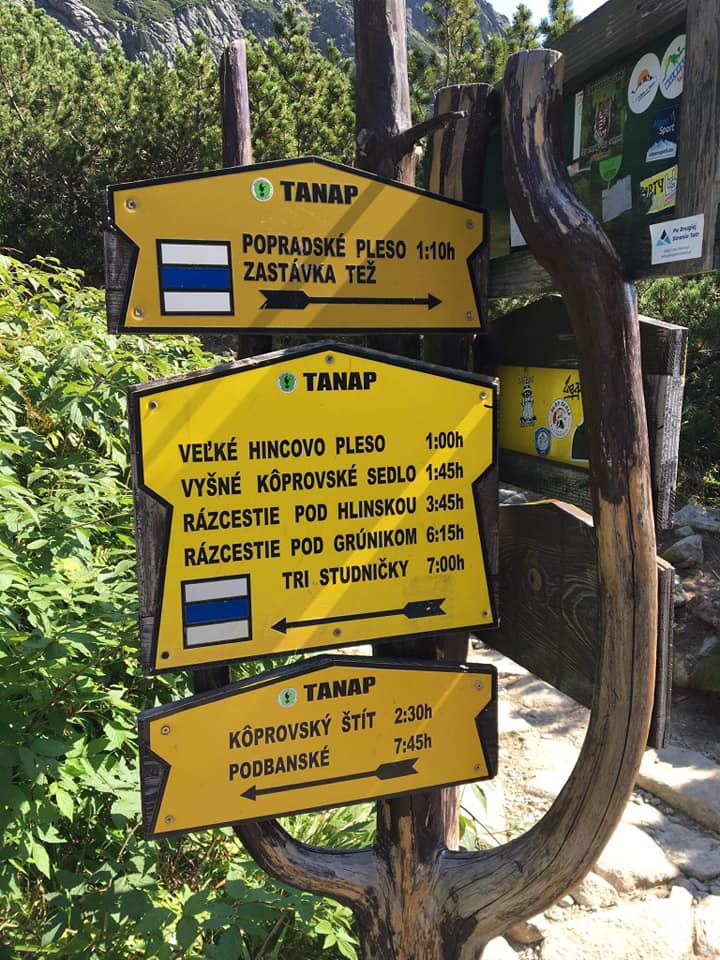 TANAP
POPRADSKÉ PLESO 1:10h
ZASTÁVKA TEŽ
TANAP
VEĽKÉ HINCOVO PLESO 1:00h
VYŠNÉ KÔPROVSKÉ SEDLO 1:45h
RÁZCESTIE POD HLINSKOU 3:45h
RÁZCESTIE POD GRÚNIKOM 6:15h
TRI STUDNIČKY 7:00h
TANAP
KÔPROVSKÝ ŠTÍT 2:30h
PODBANSKÉ 7:45h
Sport